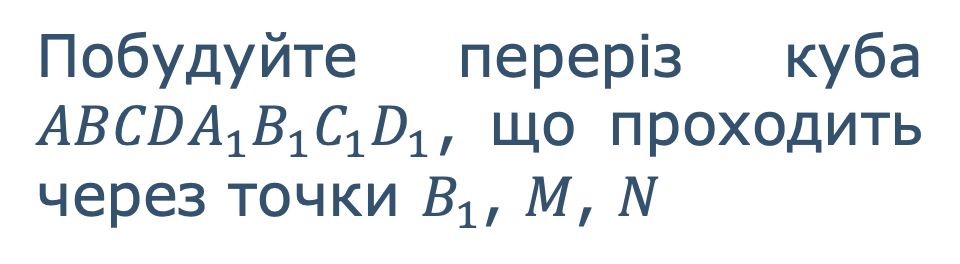 Побудуйте переріз куба
ABCDA₁B₁C₁D₁, що проходить
через точки B₁, M, N